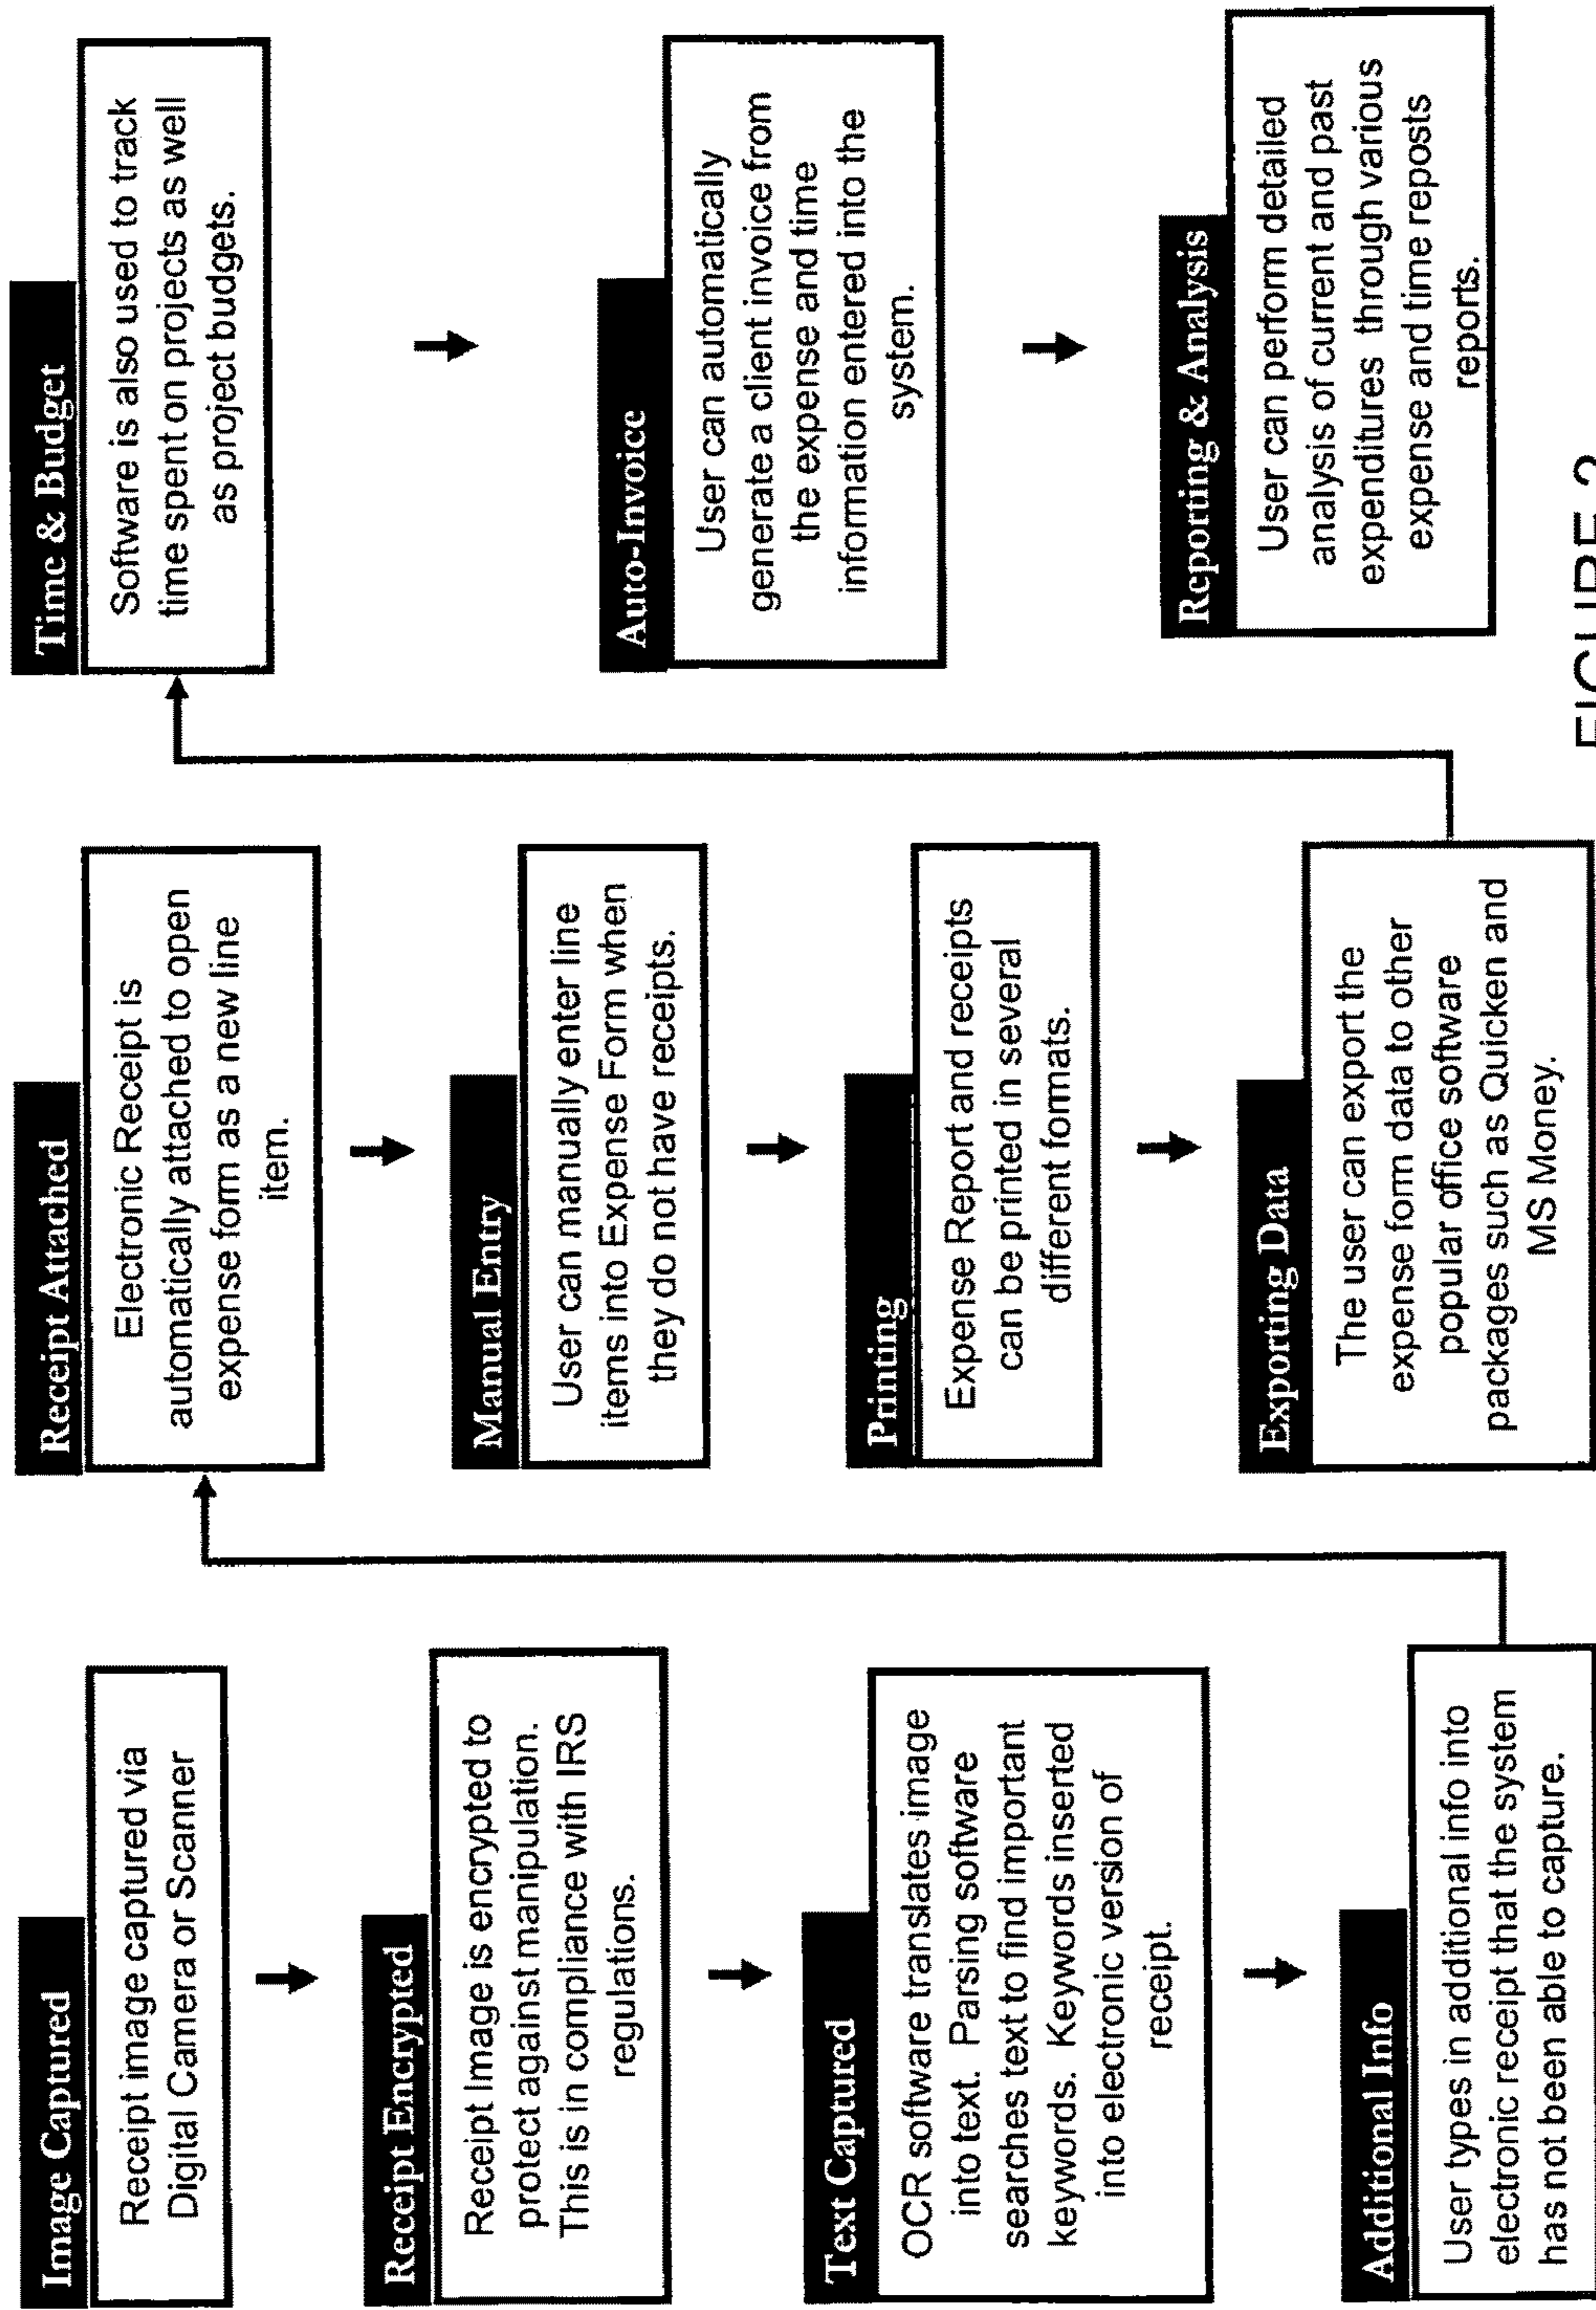 Image Captured
Receipt image captured via
Digital Camera or Scanner
Receipt Encrypted
Receipt Image is encrypted to
protect against manipulation.
This is in compliance with IRS
regulations.
Text Captured
OCR software translates image
into text. Parsing software
searches text to find important
keywords. Keywords inserted
into electronic version of
receipt.
Additional Info
User types in additional info into
electronic receipt that the system
has not been able to capture.
Receipt Attached
Electronic Receipt is
automatically attached to open
expense form as a new line
item.
Manual Entry
User can manually enter line
items into Expense Form when
they do not have receipts.
Printing
Expense Report and receipts
can be printed in several
different formats.
Exporting Data
The user can export the
expense form data to other
popular office software
packages such as Quicken and
MS Money.
Time & Budget
Software is also used to track
time spent on projects as well
as project budgets.
Auto-Invoice
User can automatically
generate a client invoice from
the expense and time
information entered into the
system.
Reporting & Analysis
User can perform detailed
analysis of current and past
expenditures through various
expense and time reposts
reports.
FIGURE 2